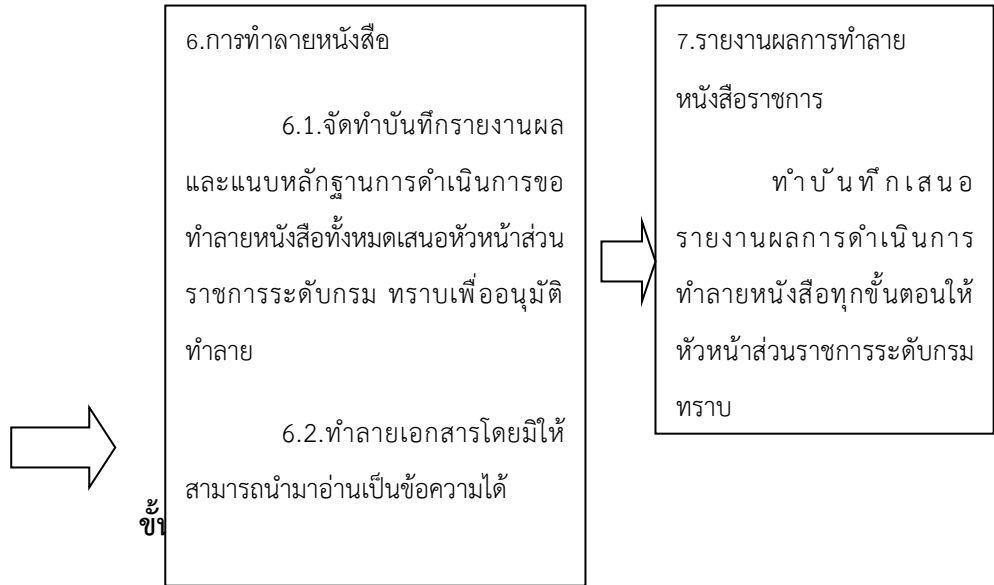 6.การทำลายหนังสือ
6.1.จัดทำบันทึกรายงานผล
และแนบหลักฐานการดำเนินการขอ
ทำลายหนังสือทั้งหมดเสนอหัวหน้าส่วน
ราชการระดับกรม ทราบเพื่ออนุมัติ
ทำลาย
6.2.ทำลายเอกสารโดยมิให้
สามารถนำมาอ่านเป็นข้อความได้
7.รายงานผลการทำลาย
หนังสือราชการ
ทำบันทึกเสนอ
รายงานผลการดำเนินการ
ทำลายหนังสือทุกขั้นตอนให้
หัวหน้าส่วนราชการระดับกรม
ทราบ